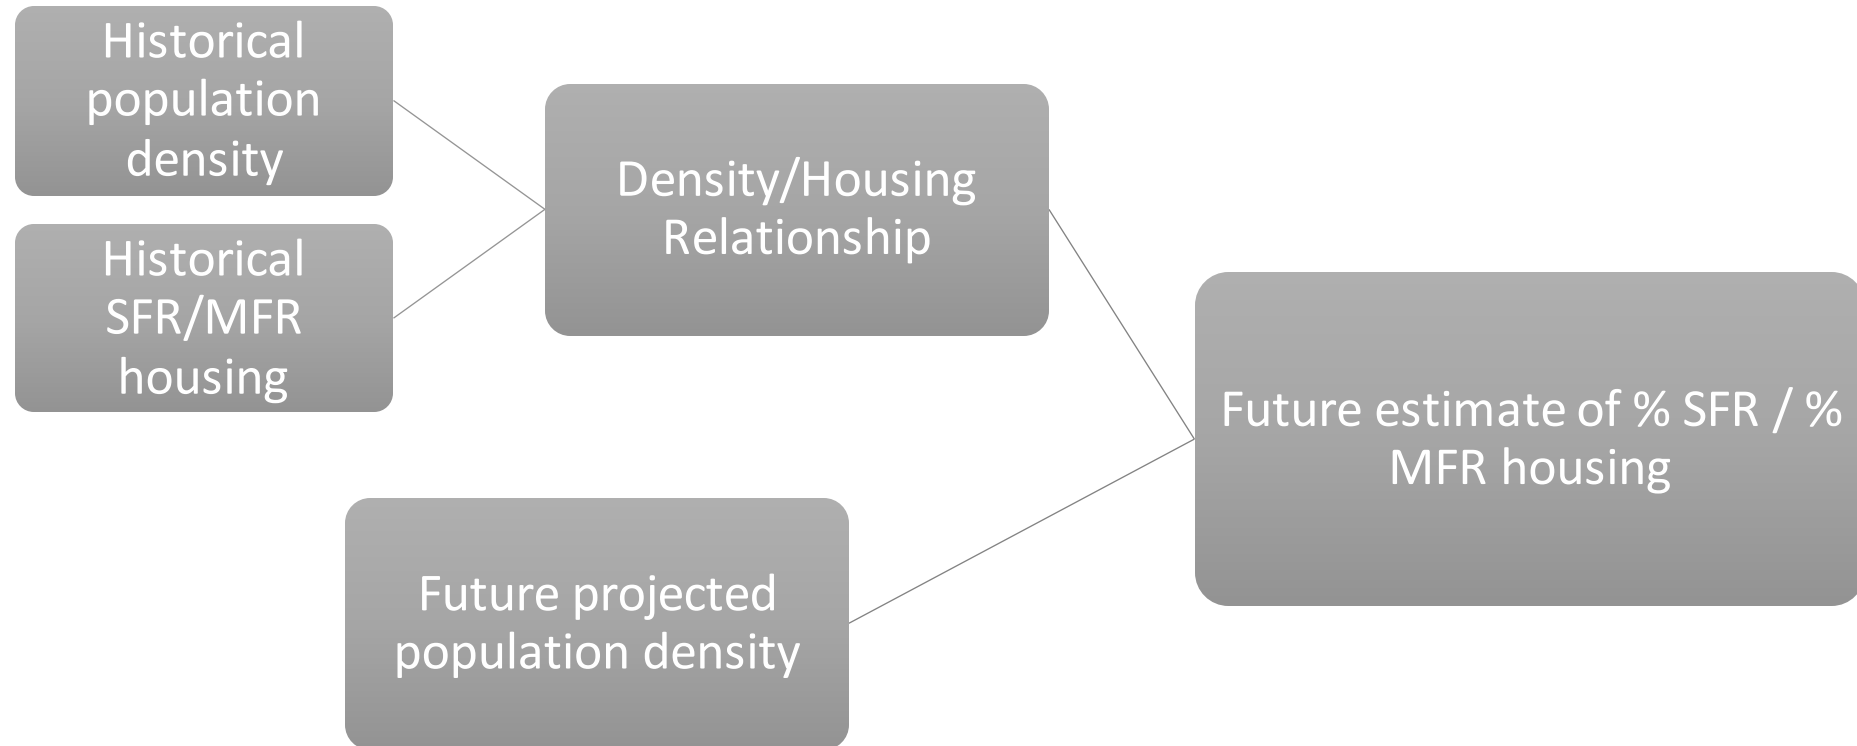 Historical
population
density
Historical
SFR/MFR
housing
Density/Housing
Relationship
Future projected
population density
Future estimate of % SFR / %
MFR housing